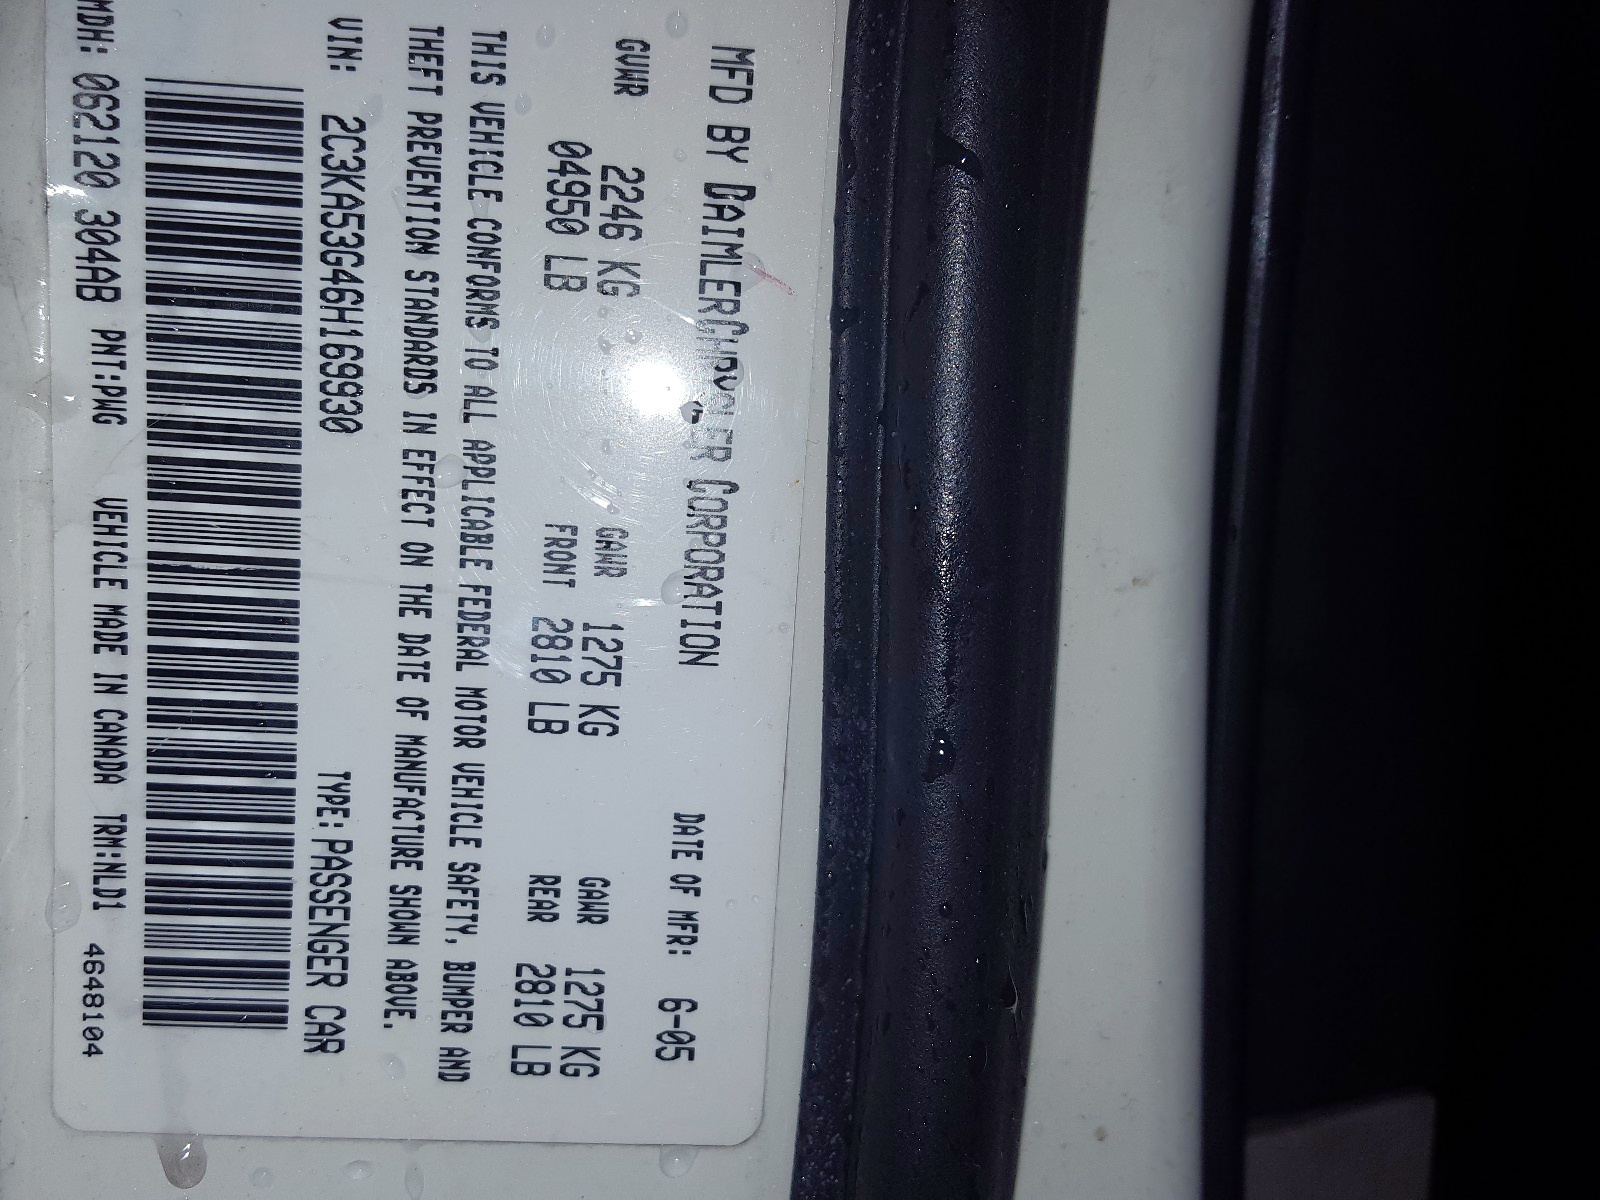 MFD BY DAIMLERCHRYSLER CORPORATION DATE OF MFR: 6-05
GVWR 2246 KG GAWR 1275 KG GAWR 1275 KG
04950 LB FRONT 2810 LB REAR 2810 LB
THIS VEHICLE CONFORMS TO ALL APPLICABLE FEDERAL MOTOR VEHICLE SAFETY, BUMPER AND
THEFT PREVENTION STANDARDS IN EFFECT ON THE DATE OF MANUFACTURE SHOWN ABOVE.
VIN: 2C3KA53G46H169930 TYPE: PASSENGER CAR
MDH: 062120 304AB PNT:PWG VEHICLE MADE IN CANADA TRM:NLD1 4648104